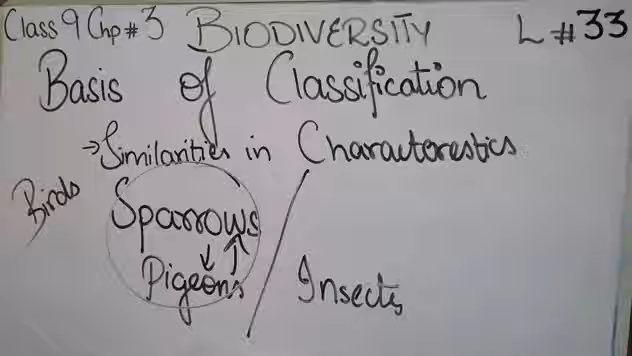 Class 9 Chp # 3 BIODIVERSITY L # 33
Basis of Classification
→ Similarities in Charactorestics
Birds Sparrows
Pigeons / Insects